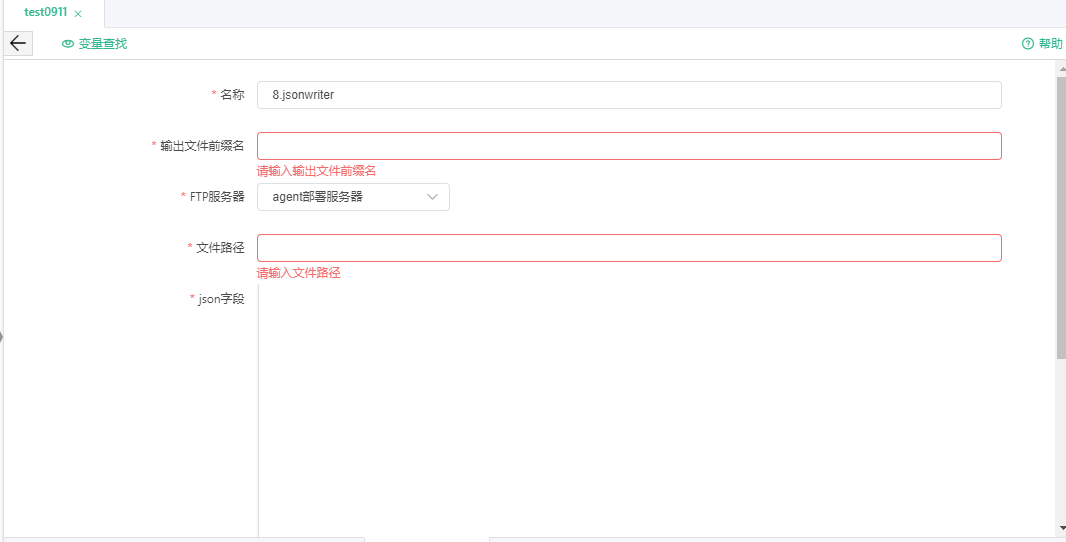 test0911 ×
变量查找
帮助
* 名称 8.jsonwriter
* 输出文件前缀名
请输入输出文件前缀名
* FTP服务器 agent部署服务器
* 文件路径
请输入文件路径
* json字段